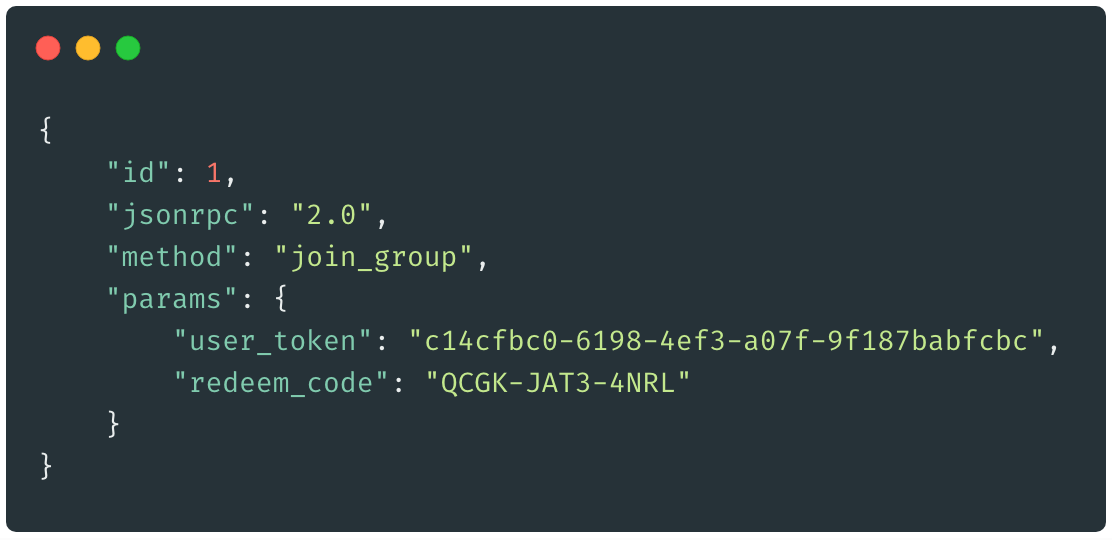 {
    "id": 1,
    "jsonrpc": "2.0",
    "method": "join_group",
    "params": {
        "user_token": "c14cfbc0-6198-4ef3-a07f-9f187babfcbc",
        "redeem_code": "QCGK-JAT3-4NRL"
    }
}